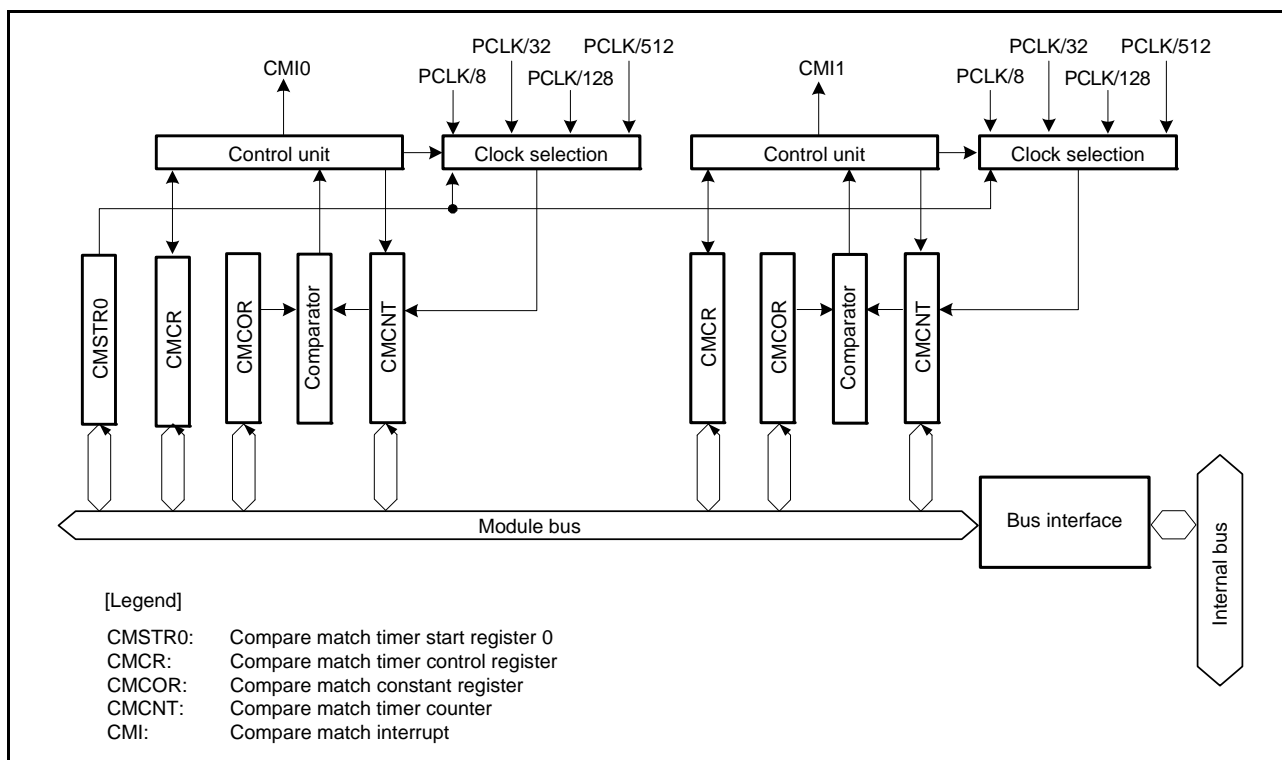 PCLK/32 PCLK/512
CMI0 PCLK/8 PCLK/128
PCLK/32 PCLK/512
CMI1 PCLK/8 PCLK/128
Control unit
Clock selection
Control unit
Clock selection
CMSTR0
CMCR
CMCOR
Comparator
CMCNT
CMCR
CMCOR
Comparator
CMCNT
Module bus
Bus interface
Internal bus
[Legend]
CMSTR0: Compare match timer start register 0
CMCR: Compare match timer control register
CMCOR: Compare match constant register
CMCNT: Compare match timer counter
CMI: Compare match interrupt